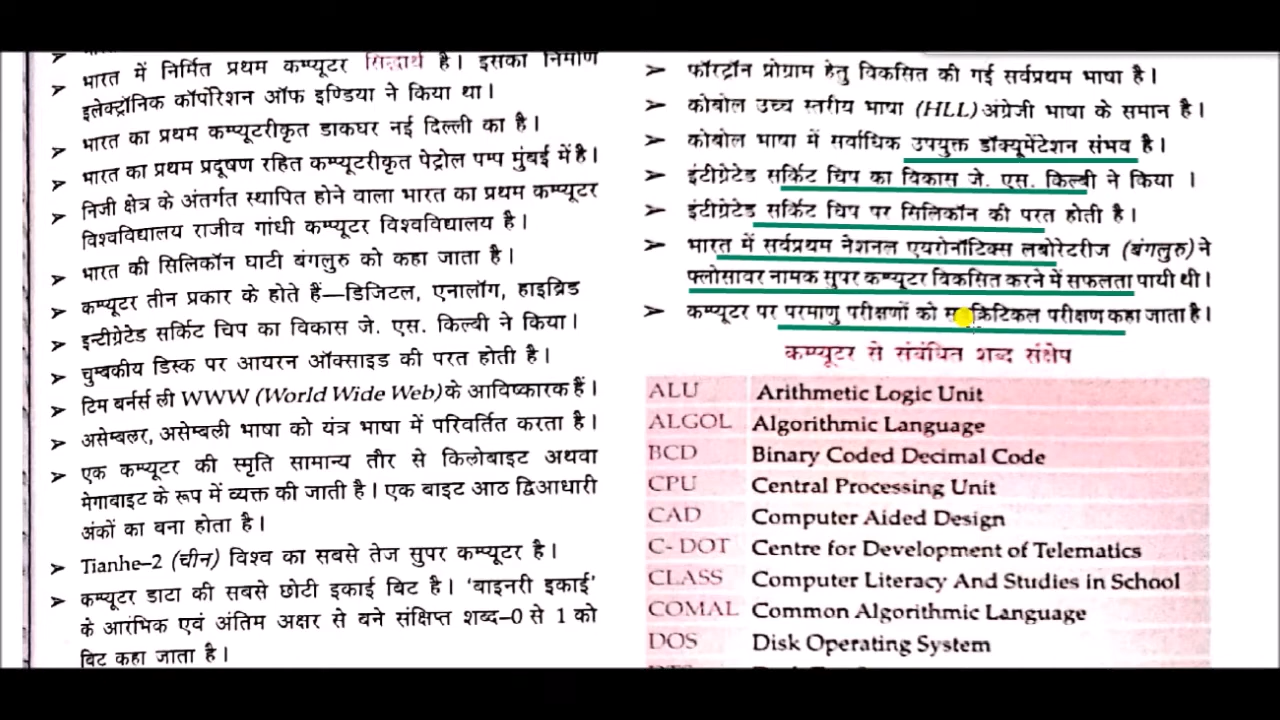 भारत में निर्मित प्रथम कम्प्यूटर सिद्धार्थ है। इसका निर्माण
इलेक्ट्रॉनिक कॉर्पोरेशन ऑफ इण्डिया ने किया था।
➤ भारत का प्रथम कम्प्यूटरीकृत डाकघर नई दिल्ली का है।
➤ भारत का प्रथम प्रदूषण रहित कम्प्यूटरीकृत पेट्रोल पम्प मुंबई में है।
➤ निजी क्षेत्र के अंतर्गत स्थापित होने वाला भारत का प्रथम कम्प्यूटर
विश्वविद्यालय राजीव गांधी कम्प्यूटर विश्वविद्यालय है।
➤ भारत की सिलिकॉन घाटी बंगलुरु को कहा जाता है।
➤ कम्प्यूटर तीन प्रकार के होते हैं—डिजिटल, एनालॉग, हाइब्रिड
➤ इन्टीग्रेटेड सर्किट चिप का विकास जे. एस. किल्बी ने किया।
➤ चुम्बकीय डिस्क पर आयरन ऑक्साइड की परत होती है।
➤ टिम बर्नर्स ली WWW (World Wide Web) के आविष्कारक हैं।
➤ असेम्बलर, असेम्बली भाषा को यंत्र भाषा में परिवर्तित करता है।
➤ एक कम्प्यूटर की स्मृति सामान्य तौर से किलोबाइट अथवा
मेगाबाइट के रूप में व्यक्त की जाती है। एक बाइट आठ द्विआधारी
अंकों का बना होता है।
➤ Tianhe–2 (चीन) विश्व का सबसे तेज सुपर कम्प्यूटर है।
➤ कम्प्यूटर डाटा की सबसे छोटी इकाई बिट है। 'बाइनरी इकाई'
के आरंभिक एवं अंतिम अक्षर से बने संक्षिप्त शब्द–0 से 1 को
बिट कहा जाता है।
➤ फॉरट्रॉन प्रोग्राम हेतु विकसित की गई सर्वप्रथम भाषा है।
➤ कोबोल उच्च स्तरीय भाषा (HLL) अंग्रेजी भाषा के समान है।
➤ कोबोल भाषा में सर्वाधिक उपयुक्त डॉक्यूमेंटेशन संभव है।
➤ इंटीग्रेटेड सर्किट चिप का विकास जे. एस. किल्बी ने किया ।
➤ इंटीग्रेटेड सर्किट चिप पर सिलिकॉन की परत होती है।
➤ भारत में सर्वप्रथम नेशनल एयरोनॉटिक्स लबोरेटरीज (बंगलुरु) ने
फ्लोसावर नामक सुपर कम्प्यूटर विकसित करने में सफलता पायी थी।
➤ कम्प्यूटर पर परमाणु परीक्षणों को क्रिटिकल परीक्षण कहा जाता है।
कम्प्यूटर से संबंधित शब्द संक्षेप
ALU Arithmetic Logic Unit
ALGOL Algorithmic Language
BCD Binary Coded Decimal Code
CPU Central Processing Unit
CAD Computer Aided Design
C- DOT Centre for Development of Telematics
CLASS Computer Literacy And Studies in School
COMAL Common Algorithmic Language
DOS Disk Operating System